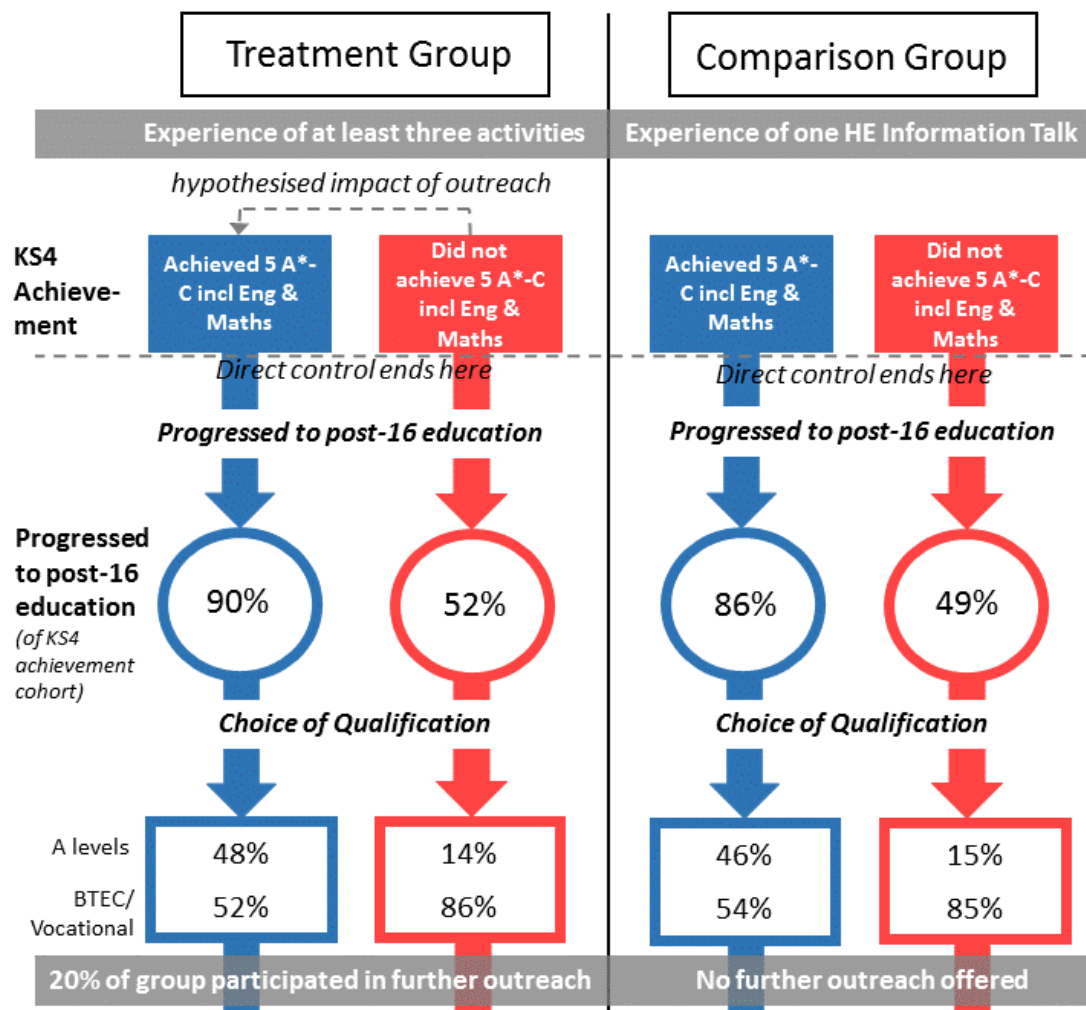 Treatment Group
Comparison Group
Experience of at least three activities
Experience of one HE Information Talk
hypothesised impact of outreach
KS4
Achieve-
ment
Achieved 5 A*-
C incl Eng &
Maths
Did not
achieve 5 A*-C
incl Eng &
Maths
Achieved 5 A*-
C incl Eng &
Maths
Did not
achieve 5 A*-C
incl Eng &
Maths
Direct control ends here
Direct control ends here
Progressed to post-16 education
Progressed to post-16 education
Progressed
to post-16
education
(of KS4
achievement
cohort)
90%
52%
86%
49%
Choice of Qualification
Choice of Qualification
A levels
48%
14%
46%
15%
BTEC/
Vocational
52%
86%
54%
85%
20% of group participated in further outreach
No further outreach offered